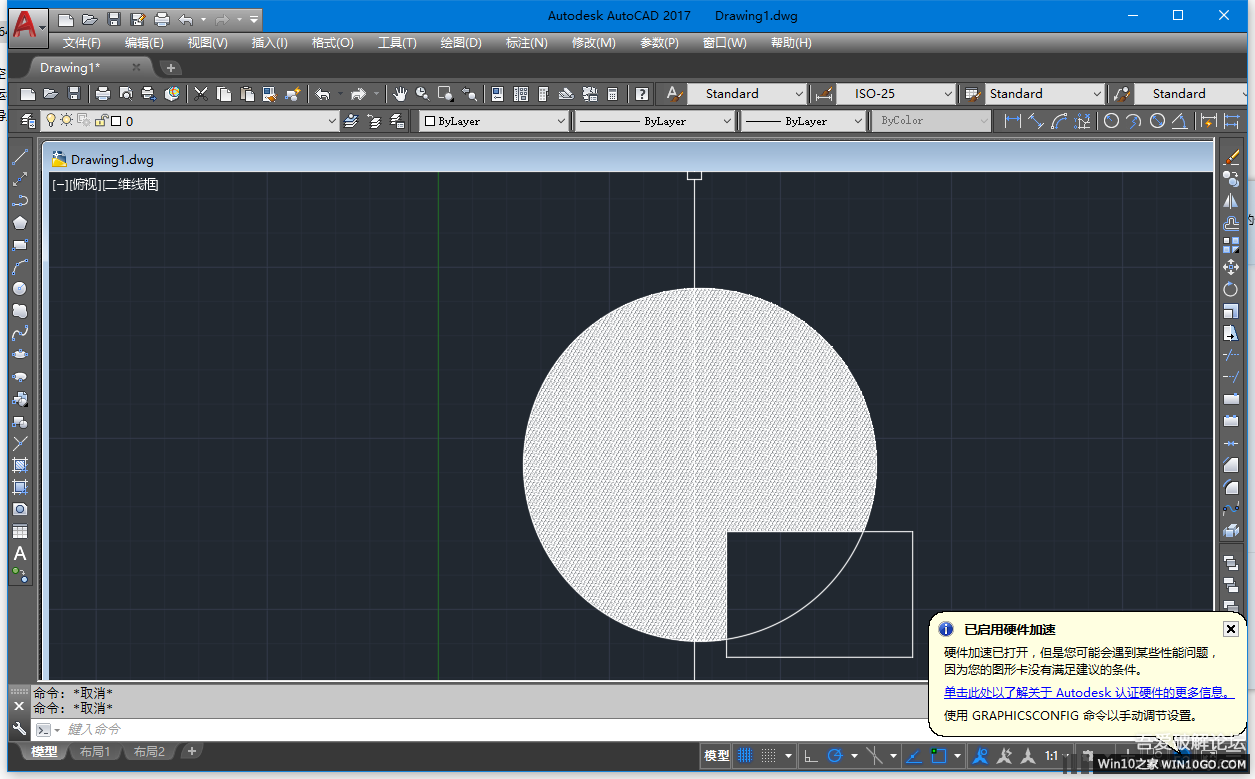 Autodesk AutoCAD 2017 Drawing1.dwg
文件(F) 编辑(E) 视图(V) 插入(I) 格式(O) 工具(T) 绘图(D) 标注(N) 修改(M) 参数(P) 窗口(W) 帮助(H)
Drawing1*
Standard ISO-25 Standard Standard
0 ByLayer ByLayer ByLayer ByColor
Drawing1.dwg
[−][俯视][二维线框]
已启用硬件加速
硬件加速已打开，但是您可能会遇到某些性能问题，
因为您的图形卡没有满足建议的条件。
单击此处以了解关于 Autodesk 认证硬件的更多信息。
使用 GRAPHICSCONFIG 命令以手动调节设置。
命令: *取消*
命令: *取消*
键入命令
模型 布局1 布局2
模型 1:1
吾爱破解论坛
Win10之家 WIN10GO.COM